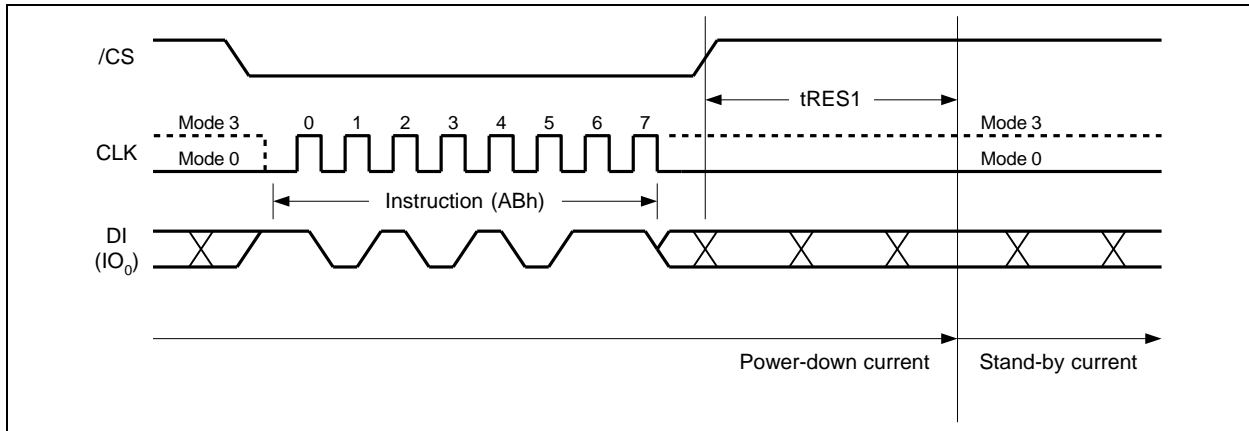 /CS
tRES1
Mode 3
0 1 2 3 4 5 6 7
Mode 3
CLK
Mode 0
Mode 0
Instruction (ABh)
DI
(IO0)
Power-down current
Stand-by current